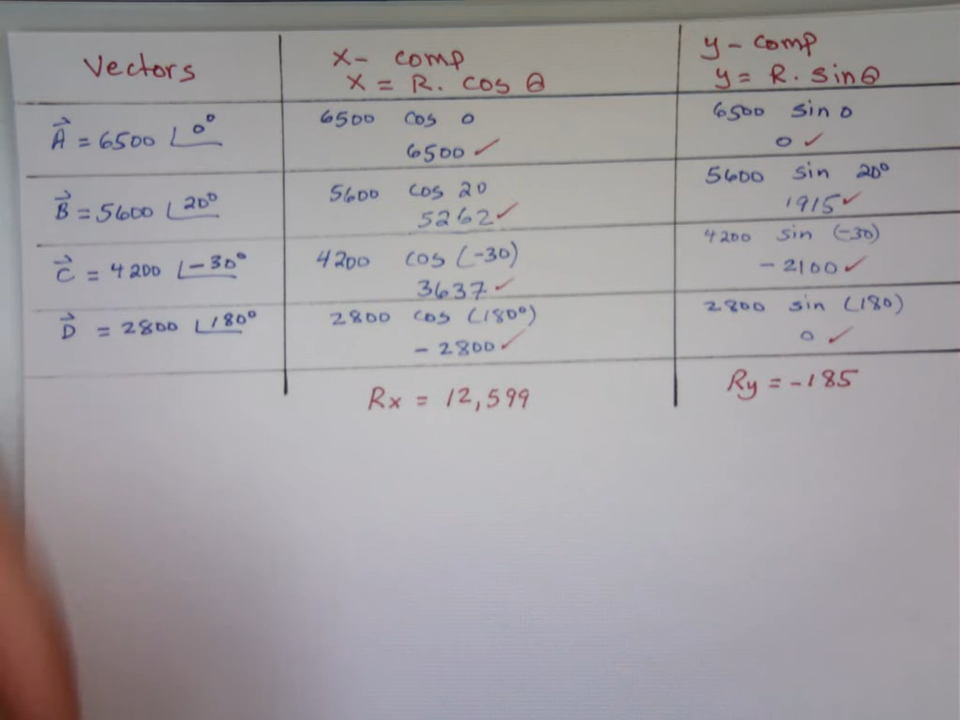 Vectors
x - comp
x = R. cos θ
y - comp
y = R. sin θ
A⃗ = 6500 ∠0°
6500 cos 0
6500 ✓
6500 sin 0
0 ✓
B⃗ = 5600 ∠20°
5600 cos 20
5262 ✓
5600 sin 20°
1915 ✓
C⃗ = 4200 ∠-30°
4200 cos (-30)
3637 ✓
4200 sin (-30)
- 2100 ✓
D⃗ = 2800 ∠180°
2800 cos (180°)
- 2800 ✓
2800 sin (180)
0 ✓
Rx = 12,599
Ry = -185